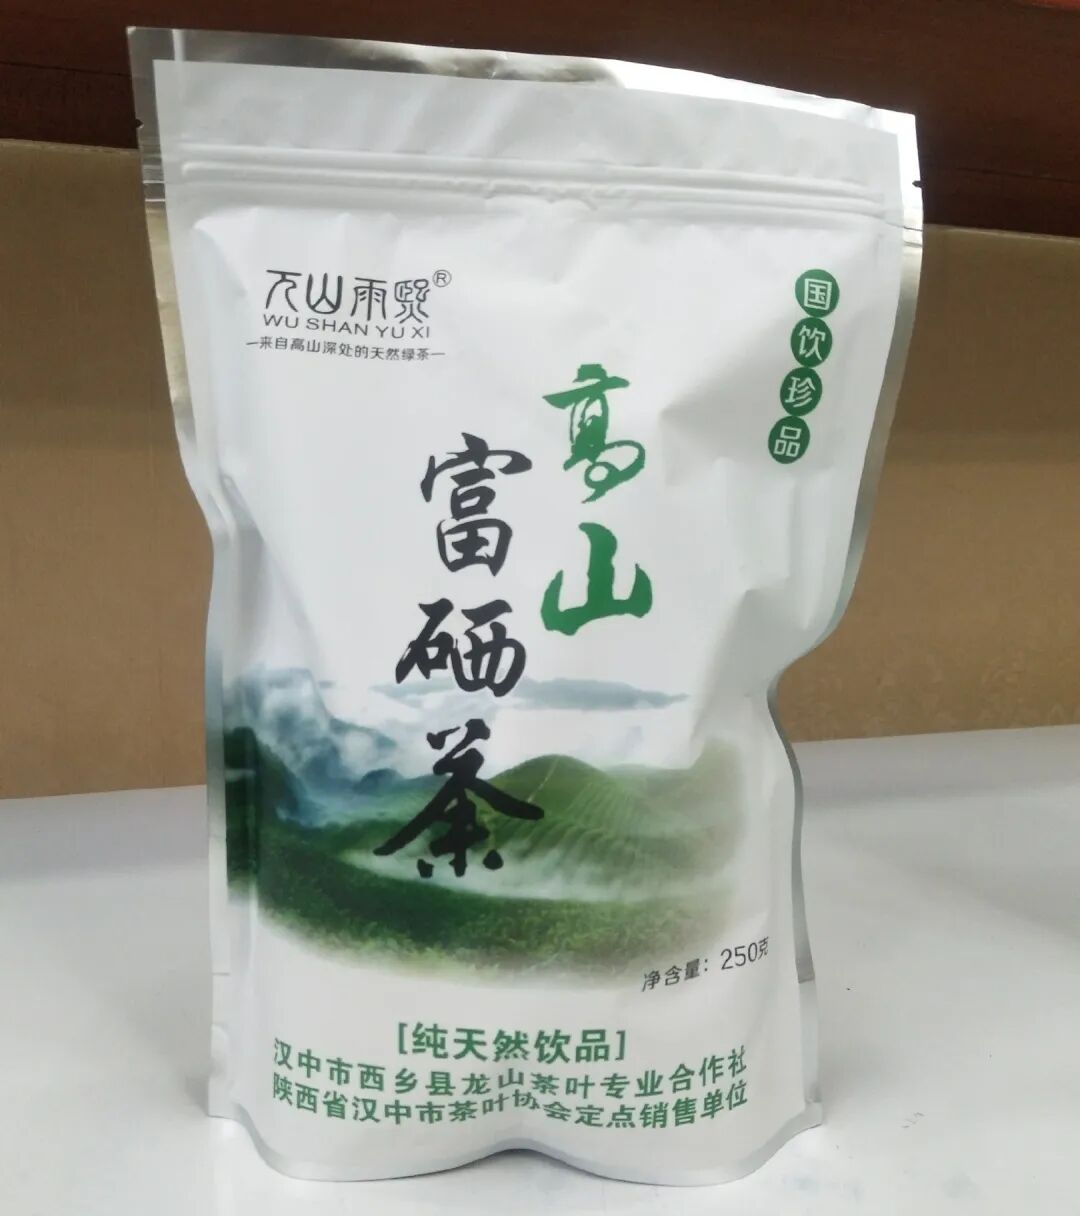 山雨熙®
WU SHAN YU XI
—来自高山深处的天然绿茶—
国饮珍品
高山
富硒茶
净含量：250克
[纯天然饮品]
汉中市西乡县龙山茶叶专业合作社
陕西省汉中市茶叶协会定点销售单位